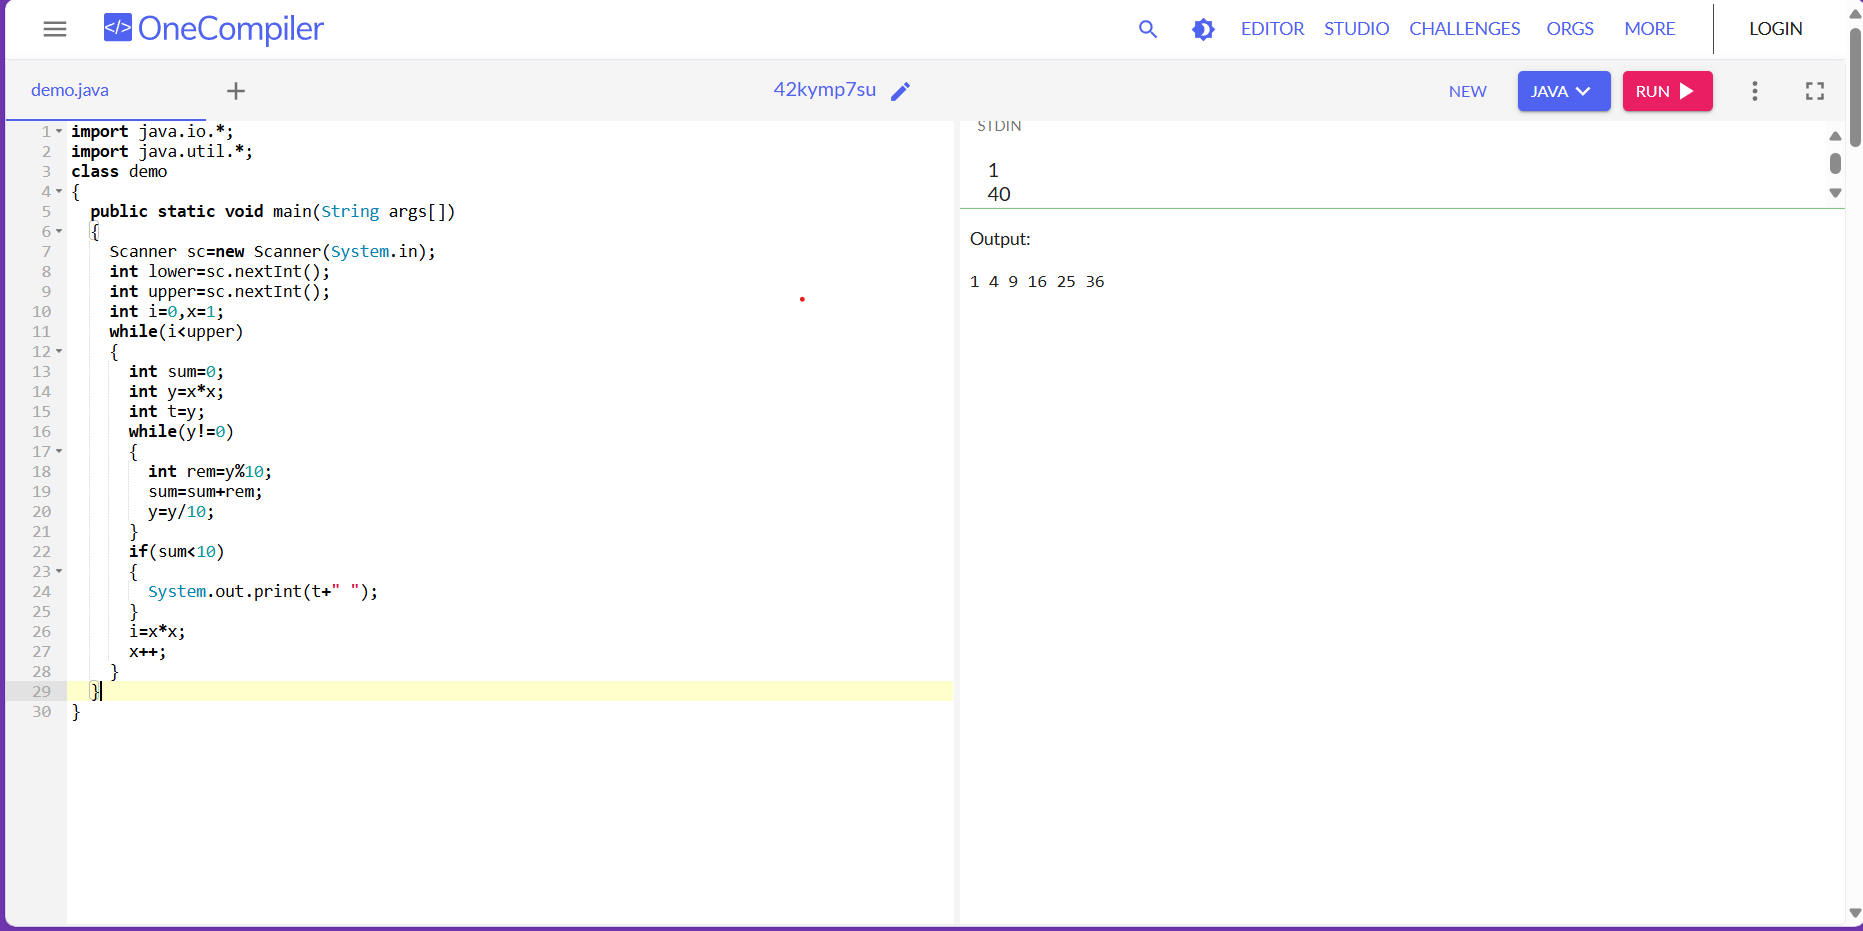 </> OneCompiler
EDITOR STUDIO CHALLENGES ORGS MORE LOGIN
demo.java + 42kymp7su NEW JAVA RUN
1 import java.io.*;
2 import java.util.*;
3 class demo
4 {
5 public static void main(String args[])
6 {
7 Scanner sc=new Scanner(System.in);
8 int lower=sc.nextInt();
9 int upper=sc.nextInt();
10 int i=0,x=1;
11 while(i<upper)
12 {
13 int sum=0;
14 int y=x*x;
15 int t=y;
16 while(y!=0)
17 {
18 int rem=y%10;
19 sum=sum+rem;
20 y=y/10;
21 }
22 if(sum<10)
23 {
24 System.out.print(t+" ");
25 }
26 i=x*x;
27 x++;
28 }
29 }
30 }
STDIN
1
40
Output:
1 4 9 16 25 36